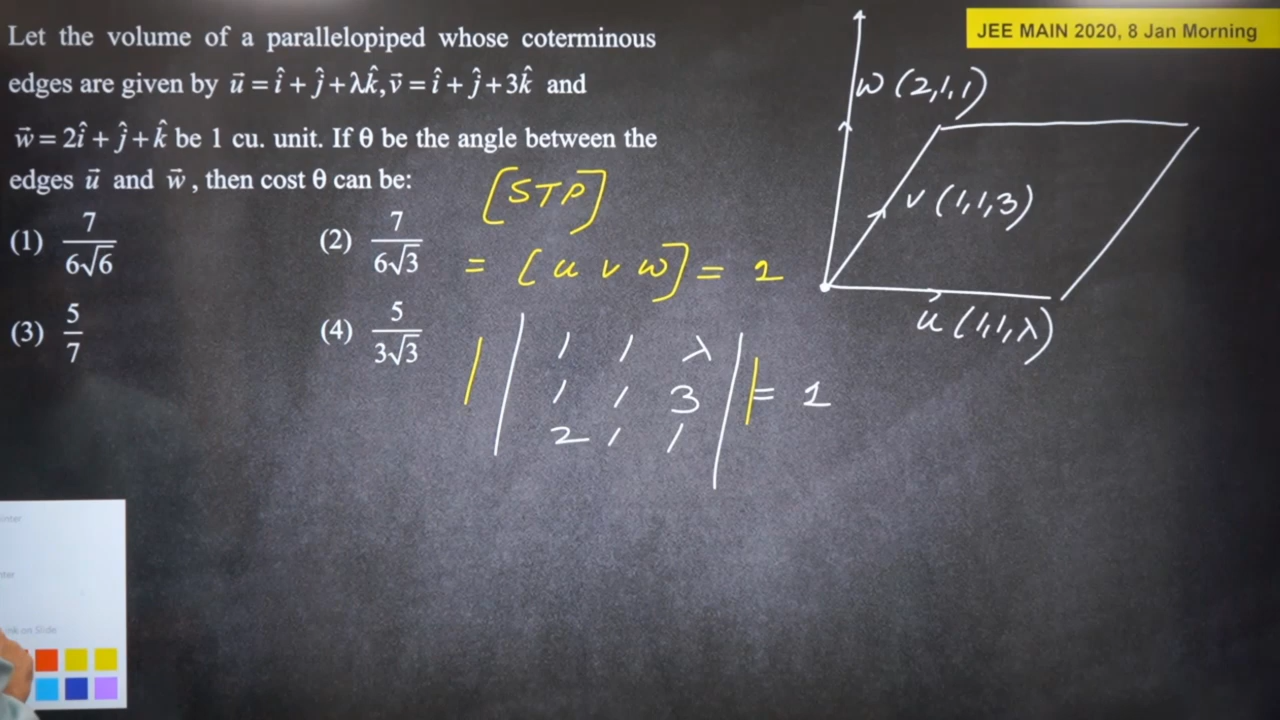 JEE MAIN 2020, 8 Jan Morning
Let the volume of a parallelopiped whose coterminous
edges are given by u⃗ = î + ĵ + λk̂, v⃗ = î + ĵ + 3k̂ and
w⃗ = 2î + ĵ + k̂ be 1 cu. unit. If θ be the angle between the
edges u⃗ and w⃗ , then cost θ can be:
(1) 7/6√6
(2) 7/6√3
(3) 5/7
(4) 5/3√3
[STP]
= [u v w] = 1
| | 1 1 λ
1 1 3
2 1 1 | | = 1
w (2,1,1)
v (1,1,3)
u (1,1,λ)